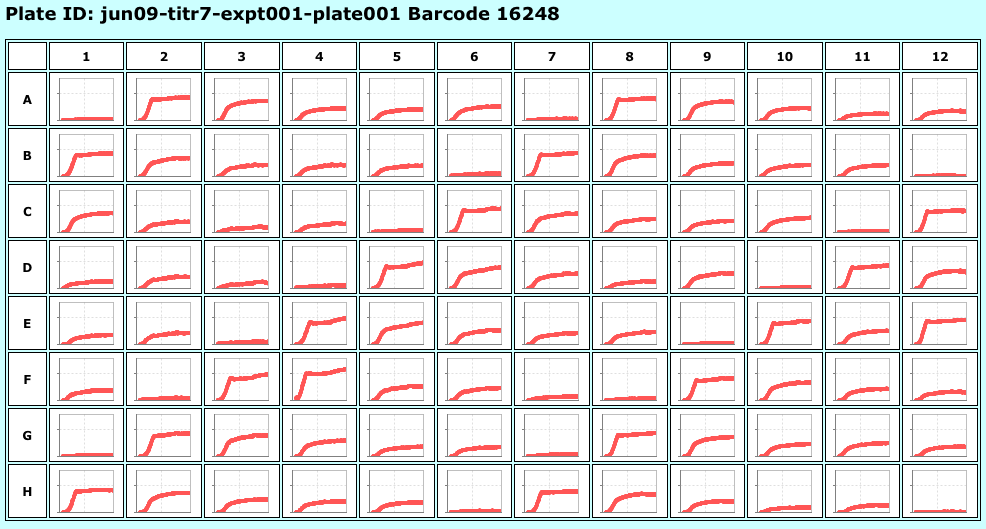 Plate ID: jun09-titr7-expt001-plate001 Barcode 16248
1 2 3 4 5 6 7 8 9 10 11 12
A
B
C
D
E
F
G
H